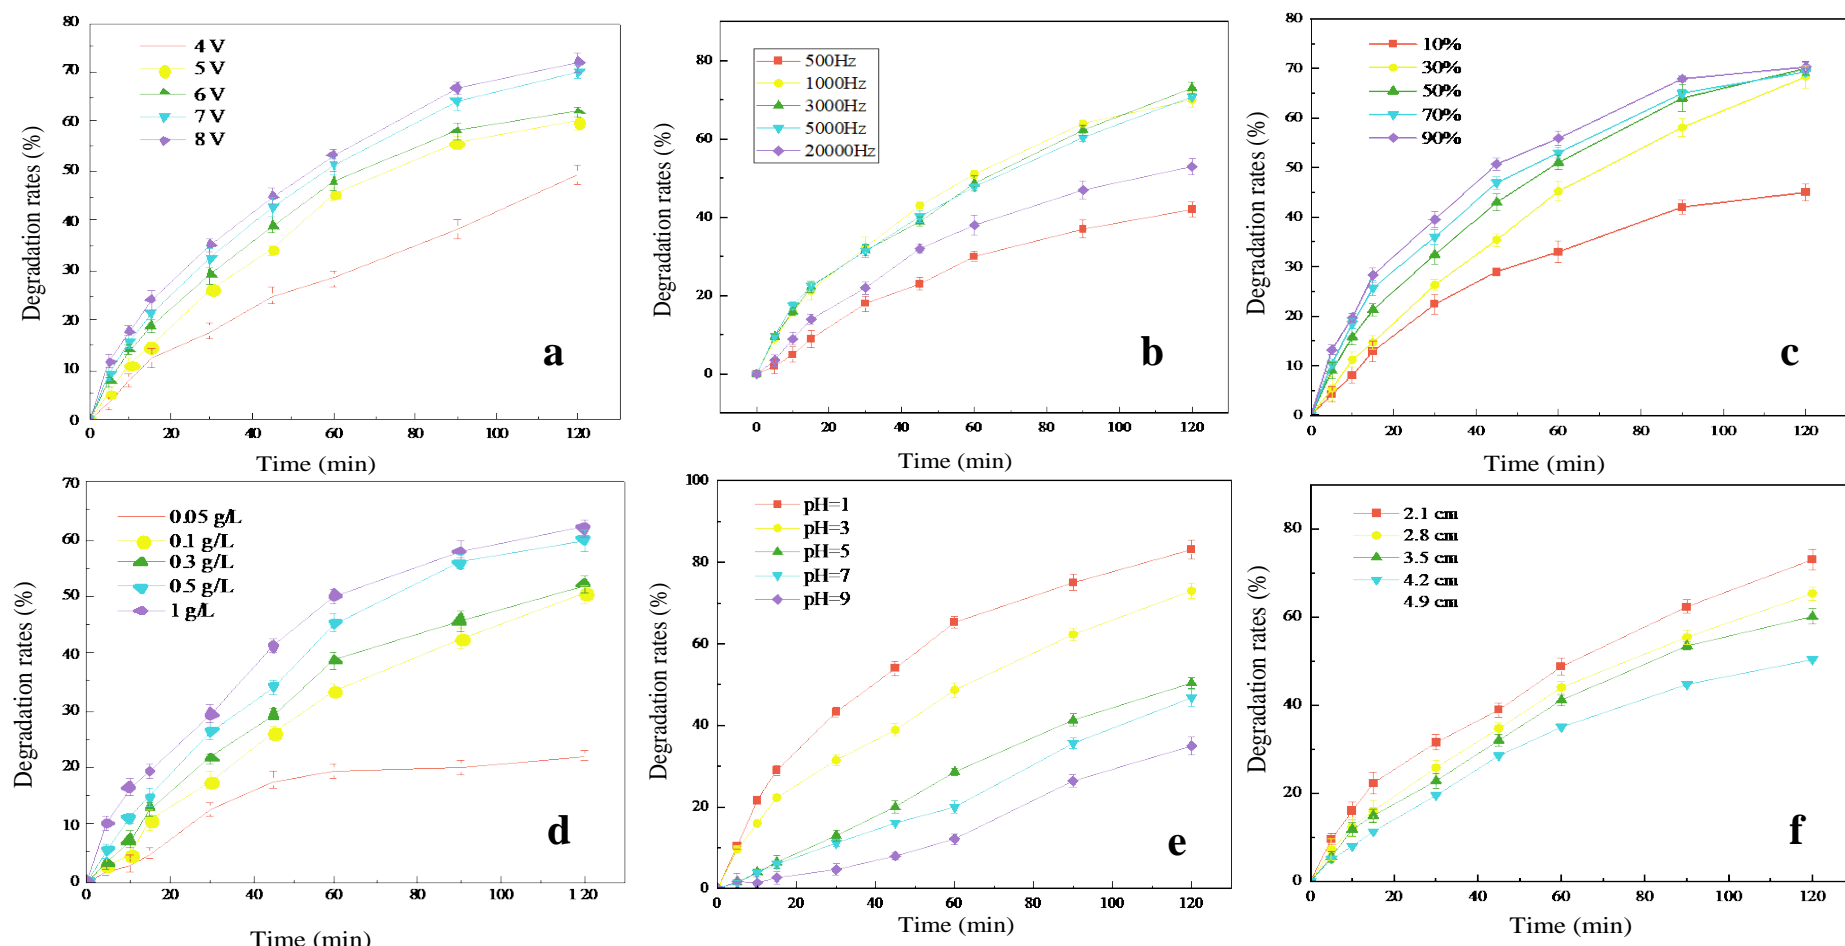 80
70
60
50
40
30
20
10
0
0
20
40
60
80
100
120
Degradation rates (%)
Time (min)
4 V
5 V
6 V
7 V
8 V
a
80
60
40
20
0
0
20
40
60
80
100
120
Degradation rates (%)
Time (min)
500Hz
1000Hz
3000Hz
5000Hz
20000Hz
b
80
70
60
50
40
30
20
10
0
0
20
40
60
80
100
120
Degradation rates (%)
Time (min)
10%
30%
50%
70%
90%
c
70
60
50
40
30
20
10
0
0
20
40
60
80
100
120
Degradation rates (%)
Time (min)
0.05 g/L
0.1 g/L
0.3 g/L
0.5 g/L
1 g/L
d
100
80
60
40
20
0
20
40
60
80
100
120
Degradation rates (%)
Time (min)
pH=1
pH=3
pH=5
pH=7
pH=9
e
80
60
40
20
0
0
20
40
60
80
100
120
Degradation rates (%)
Time (min)
2.1 cm
2.8 cm
3.5 cm
4.2 cm
4.9 cm
f